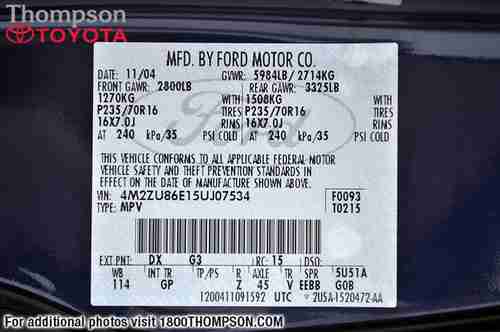 Thompson
TOYOTA
MFD. BY FORD MOTOR CO.
DATE: 11/04 GVWR: 5984LB/ 2714KG
FRONT GAWR: 2800LB REAR GAWR: 3325LB
1270KG WITH 1508KG WITH
P235/70R16 TIRES P235/70R16 TIRES
16X7.0J RIMS 16X7.0J RIMS
AT 240 kPa/35 PSI COLD AT 240 kPa/35 PSI COLD
THIS VEHICLE CONFORMS TO ALL APPLICABLE FEDERAL MOTOR
VEHICLE SAFETY AND THEFT PREVENTION STANDARDS IN
EFFECT ON THE DATE OF MANUFACTURE SHOWN ABOVE.
VIN: 4M2ZU86E15UJ07534 F0093
TYPE: MPV T0215
Ford
EXT PNT: DX G3 RC: 15 DSO:
WB INT TR TP/PS R AXLE TR SPR 5U51A
114 GP Z 45 V EEBB GOB
1200411091592 UTC 2U5A-1520472-AA
For additional photos visit 1800THOMPSON.COM